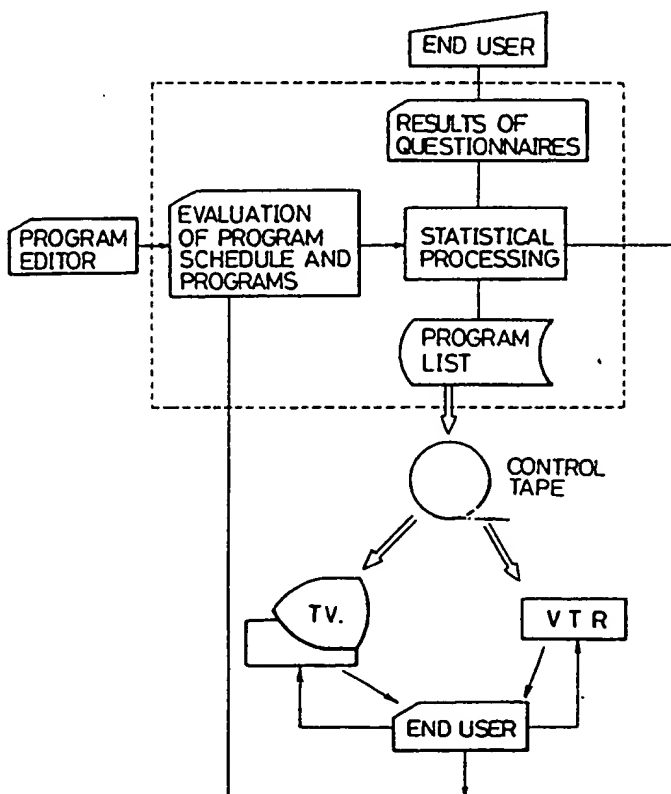 END USER
RESULTS OF
QUESTIONNAIRES
PROGRAM
EDITOR
EVALUATION
OF PROGRAM
SCHEDULE AND
PROGRAMS
STATISTICAL
PROCESSING
PROGRAM
LIST
CONTROL
TAPE
TV.
VTR
END USER